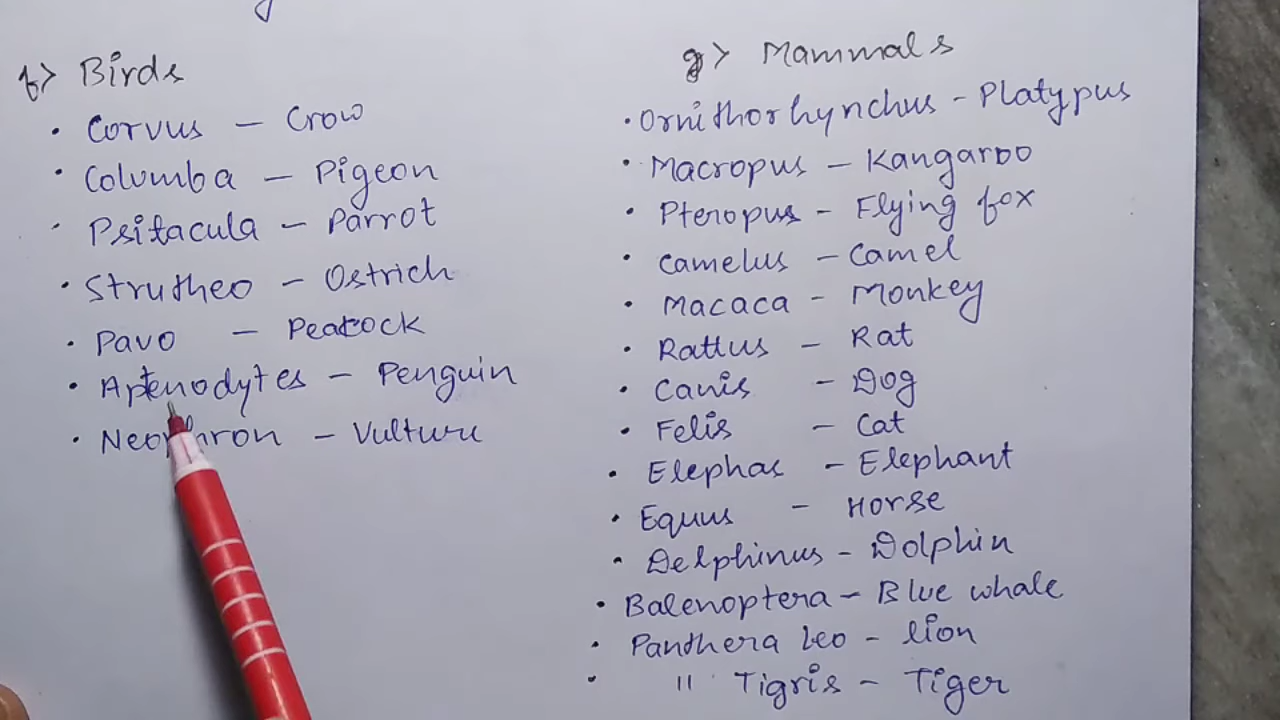 f> Birds
• Corvus – Crow
• Columba – Pigeon
• Psitacula – Parrot
• Strutheo – Ostrich
• Pavo – Peacock
• Aptenodytes – Penguin
• Neophron – Vulture
g> Mammals
• Ornithorhynchus – Platypus
• Macropus – Kangaroo
• Pteropus – Flying fox
• Camelus – Camel
• Macaca – Monkey
• Rattus – Rat
• Canis – Dog
• Felis – Cat
• Elephas – Elephant
• Equus – Horse
• Delphinus – Dolphin
• Balenoptera – Blue whale
• Panthera Leo – lion
• " Tigris – Tiger